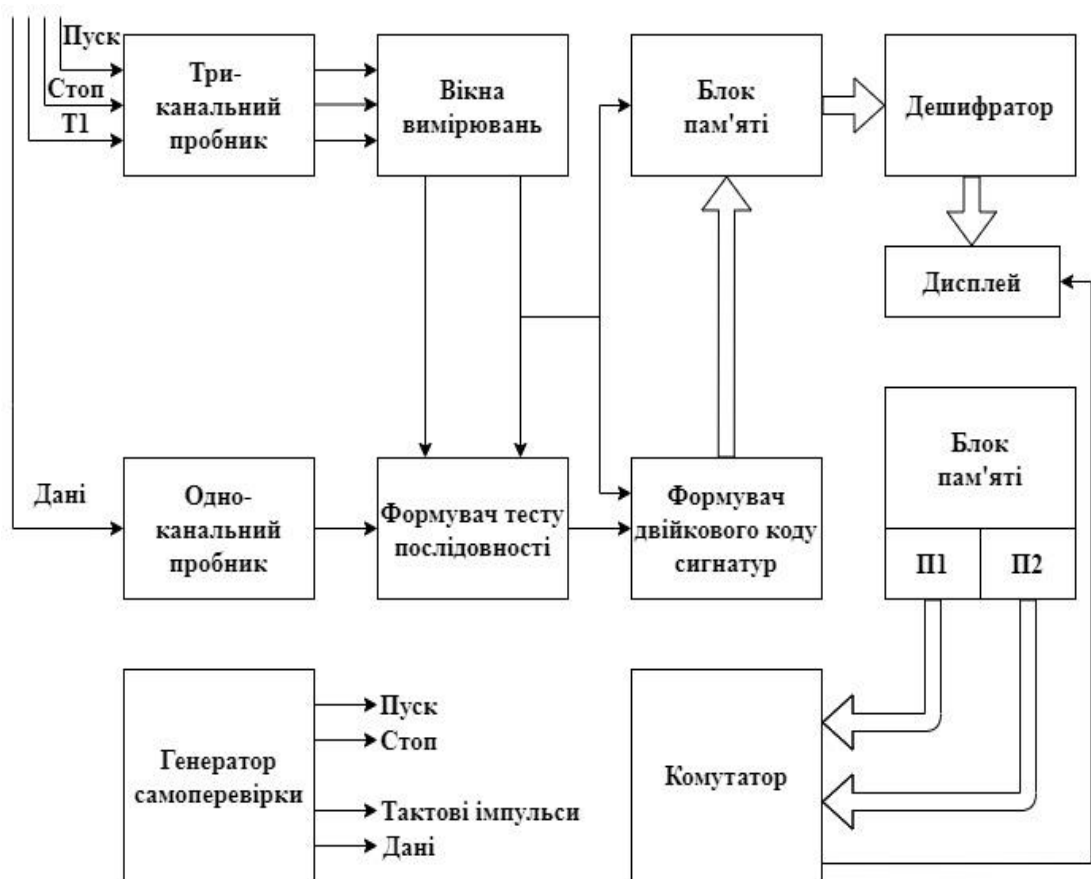 Пуск
Стоп
Т1
Три-
канальний
пробник
Вікна
вимірювань
Блок
пам'яті
Дешифратор
Дисплей
Дані
Одно-
канальний
пробник
Формувач тесту
послідовності
Формувач
двійкового коду
сигнатур
Блок
пам'яті
П1
П2
Генератор
самоперевірки
Пуск
Стоп
Тактові імпульси
Дані
Комутатор